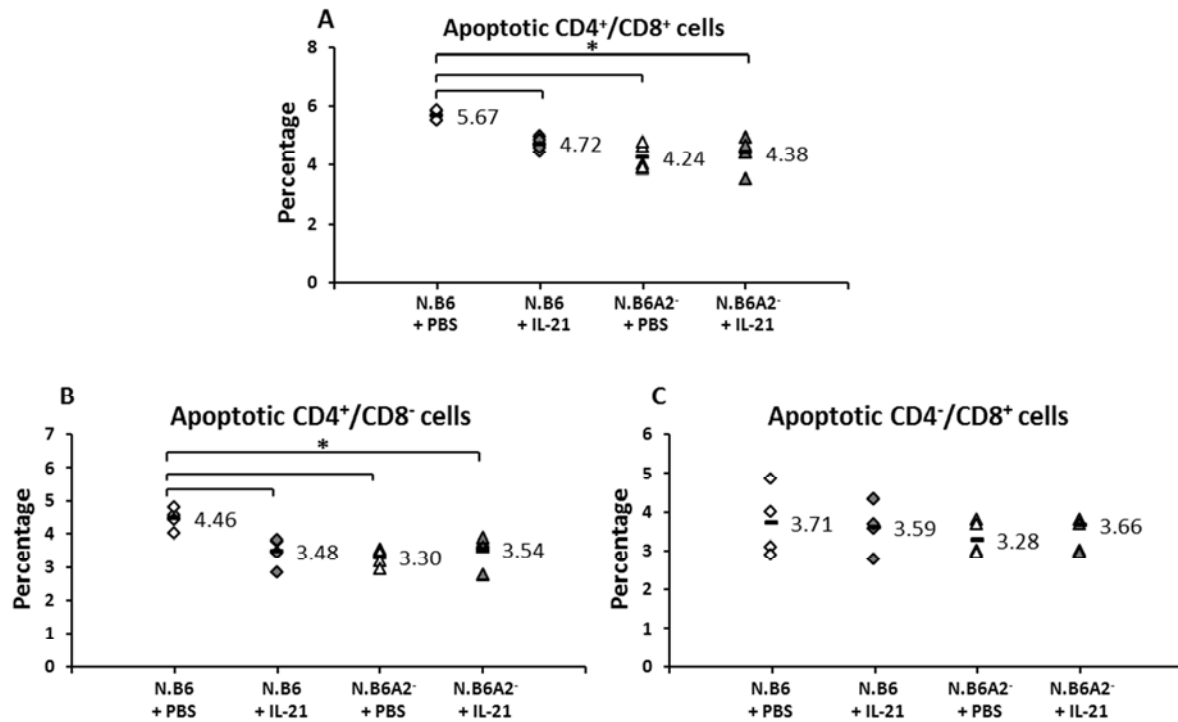 A
Apoptotic CD4⁺/CD8⁺ cells
*
Percentage
8
6
4
2
0
5.67
4.72
4.24
4.38
N.B6 + PBS
N.B6 + IL-21
N.B6A2⁻ + PBS
N.B6A2⁻ + IL-21
B
Apoptotic CD4⁺/CD8⁻ cells
*
Percentage
7
6
5
4
3
2
1
0
4.46
3.48
3.30
3.54
N.B6 + PBS
N.B6 + IL-21
N.B6A2⁻ + PBS
N.B6A2⁻ + IL-21
C
Apoptotic CD4⁻/CD8⁺ cells
Percentage
6
5
4
3
2
1
0
3.71
3.59
3.28
3.66
N.B6 + PBS
N.B6 + IL-21
N.B6A2⁻ + PBS
N.B6A2⁻ + IL-21